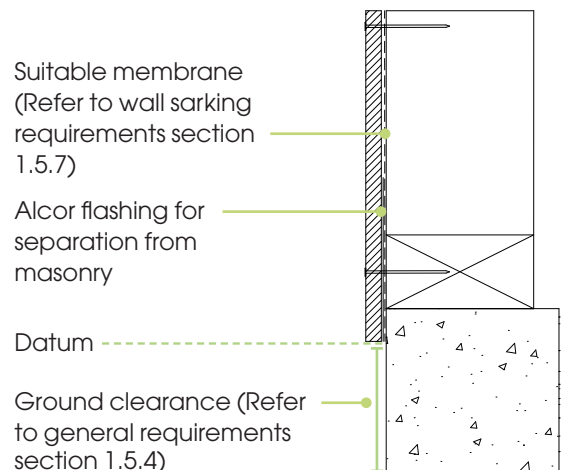 Suitable membrane
(Refer to wall sarking
requirements section
1.5.7)
Alcor flashing for
separation from
masonry
Datum
Ground clearance (Refer
to general requirements
section 1.5.4)